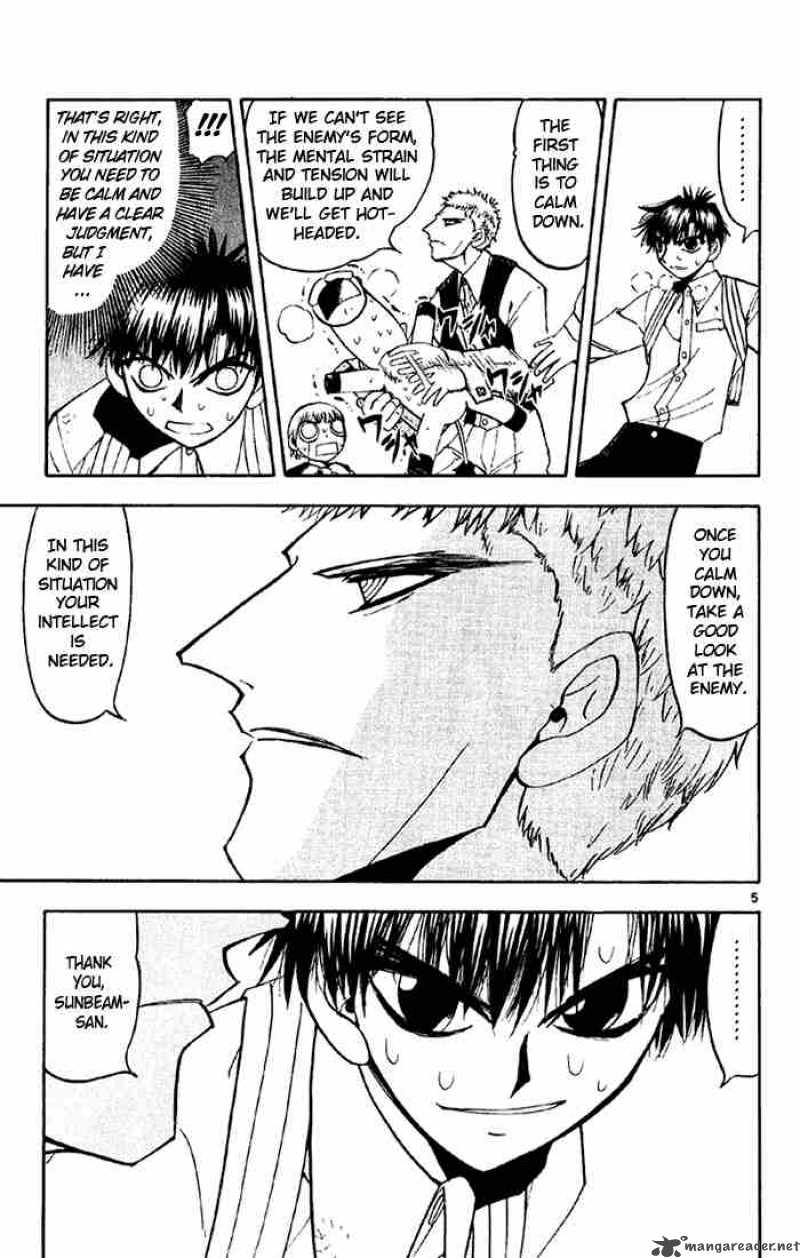 ………
THE
FIRST
THING
IS TO
CALM
DOWN.
IF WE CAN'T SEE
THE ENEMY'S FORM,
THE MENTAL STRAIN
AND TENSION WILL
BUILD UP AND
WE'LL GET HOT-
HEADED.
!!!
THAT'S RIGHT,
IN THIS KIND
OF SITUATION
YOU NEED TO
BE CALM AND
HAVE A CLEAR
JUDGMENT,
BUT I
HAVE
...
ONCE
YOU
CALM
DOWN,
TAKE A
GOOD
LOOK
AT THE
ENEMY.
IN THIS
KIND OF
SITUATION
YOUR
INTELLECT
IS
NEEDED.
5
………
THANK
YOU,
SUNBEAM-
SAN.
mangareader.net